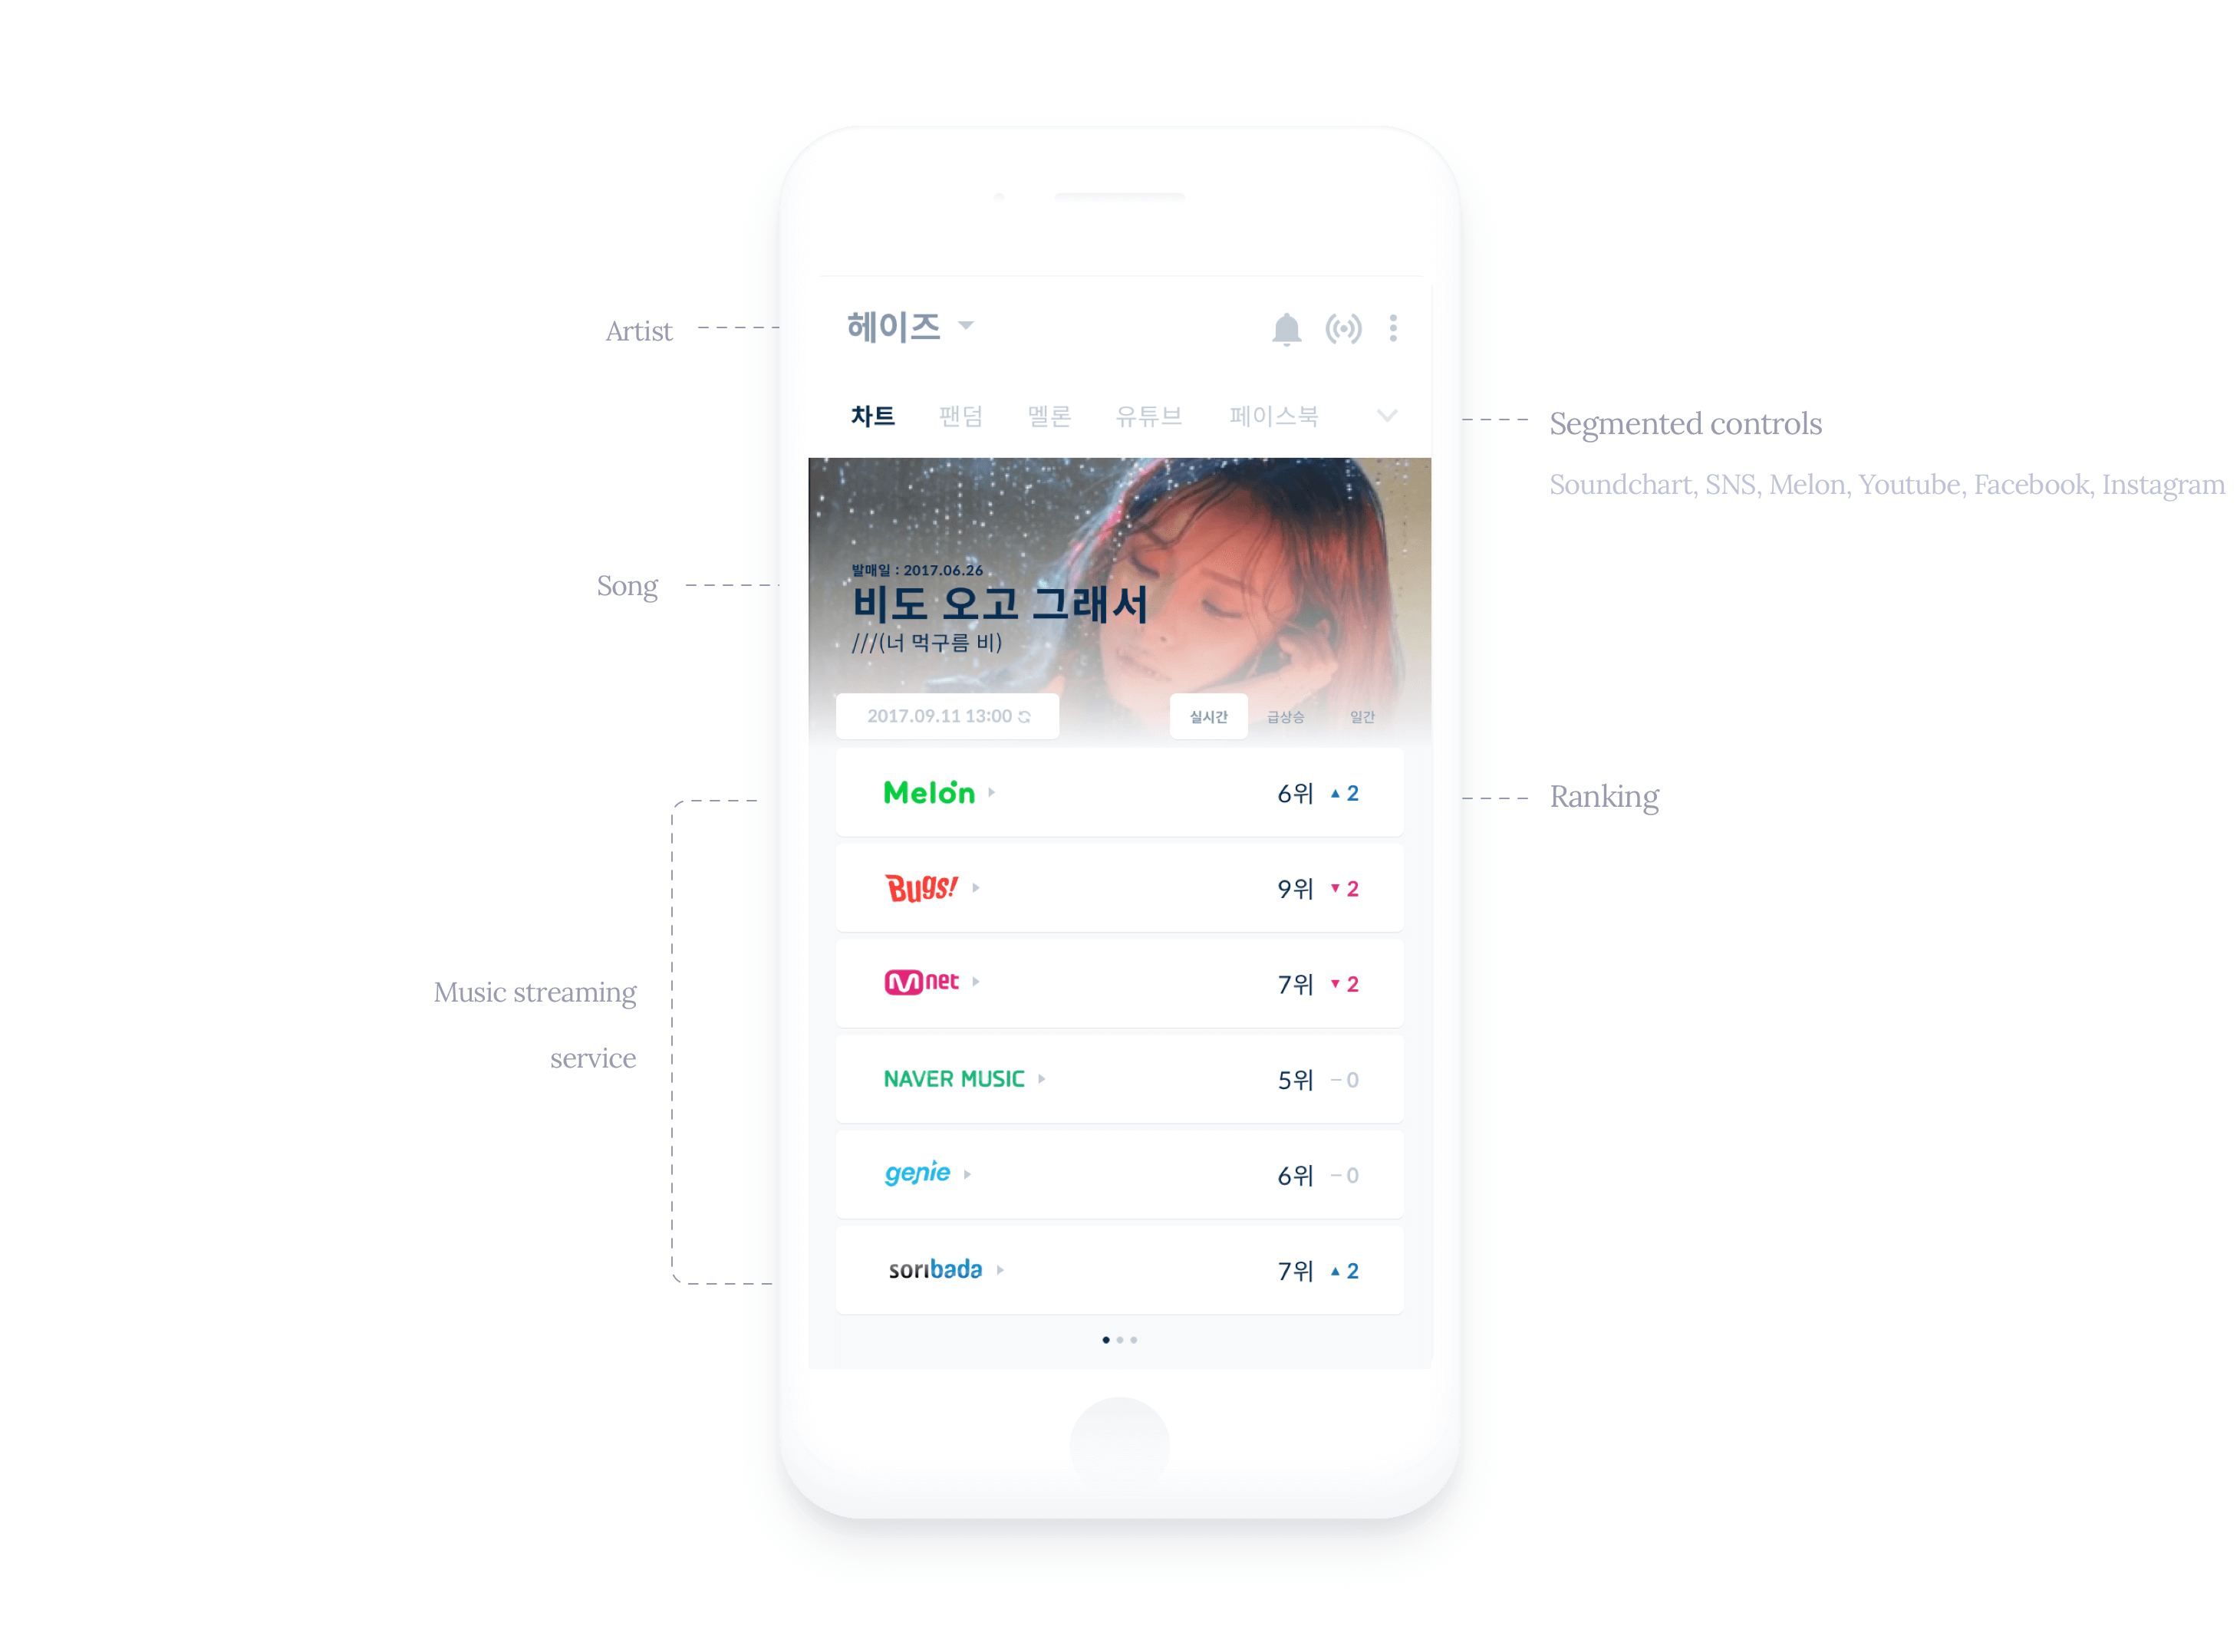 Artist
헤이즈
차트 팬덤 멜론 유튜브 페이스북
Segmented controls
Soundchart, SNS, Melon, Youtube, Facebook, Instagram
Song
발매일 : 2017.06.26
비도 오고 그래서
///(너 먹구름 비)
2017.09.11 13:00
실시간 급상승 일간
Melon 6위 ▲ 2
Ranking
Bugs! 9위 ▼ 2
Mnet 7위 ▼ 2
Music streaming
service
NAVER MUSIC 5위 – 0
genie 6위 – 0
soribada 7위 ▲ 2